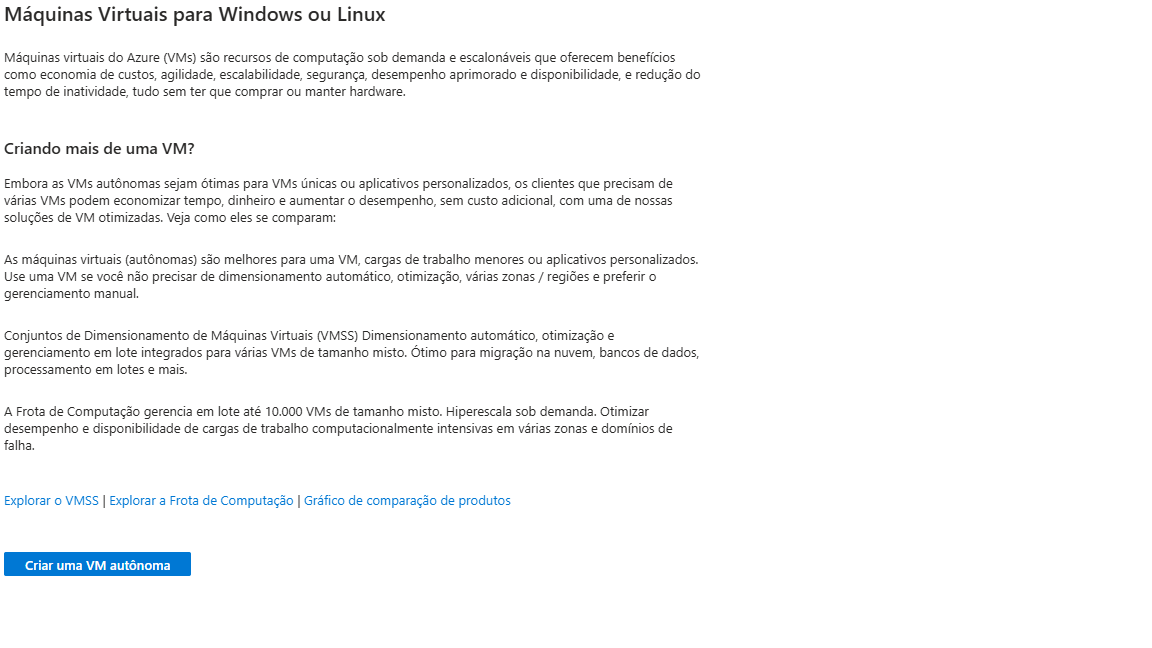 Máquinas Virtuais para Windows ou Linux
Máquinas virtuais do Azure (VMs) são recursos de computação sob demanda e escalonáveis que oferecem benefícios
como economia de custos, agilidade, escalabilidade, segurança, desempenho aprimorado e disponibilidade, e redução do
tempo de inatividade, tudo sem ter que comprar ou manter hardware.
Criando mais de uma VM?
Embora as VMs autônomas sejam ótimas para VMs únicas ou aplicativos personalizados, os clientes que precisam de
várias VMs podem economizar tempo, dinheiro e aumentar o desempenho, sem custo adicional, com uma de nossas
soluções de VM otimizadas. Veja como eles se comparam:
As máquinas virtuais (autônomas) são melhores para uma VM, cargas de trabalho menores ou aplicativos personalizados.
Use uma VM se você não precisar de dimensionamento automático, otimização, várias zonas / regiões e preferir o
gerenciamento manual.
Conjuntos de Dimensionamento de Máquinas Virtuais (VMSS) Dimensionamento automático, otimização e
gerenciamento em lote integrados para várias VMs de tamanho misto. Ótimo para migração na nuvem, bancos de dados,
processamento em lotes e mais.
A Frota de Computação gerencia em lote até 10.000 VMs de tamanho misto. Hiperescala sob demanda. Otimizar
desempenho e disponibilidade de cargas de trabalho computacionalmente intensivas em várias zonas e domínios de
falha.
Explorar o VMSS | Explorar a Frota de Computação | Gráfico de comparação de produtos
Criar uma VM autônoma